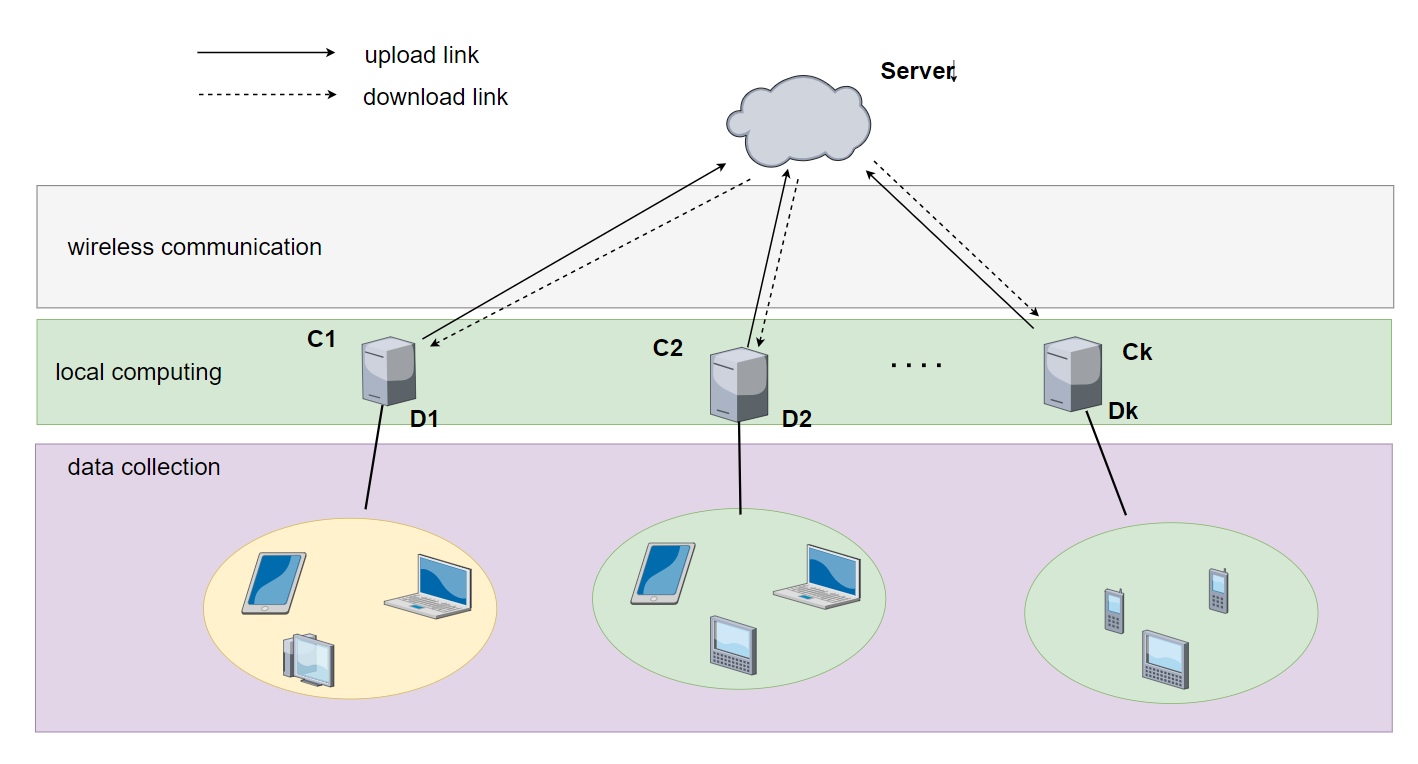 upload link
download link
Server
wireless communication
C1
C2
. . . .
Ck
local computing
D1
D2
Dk
data collection